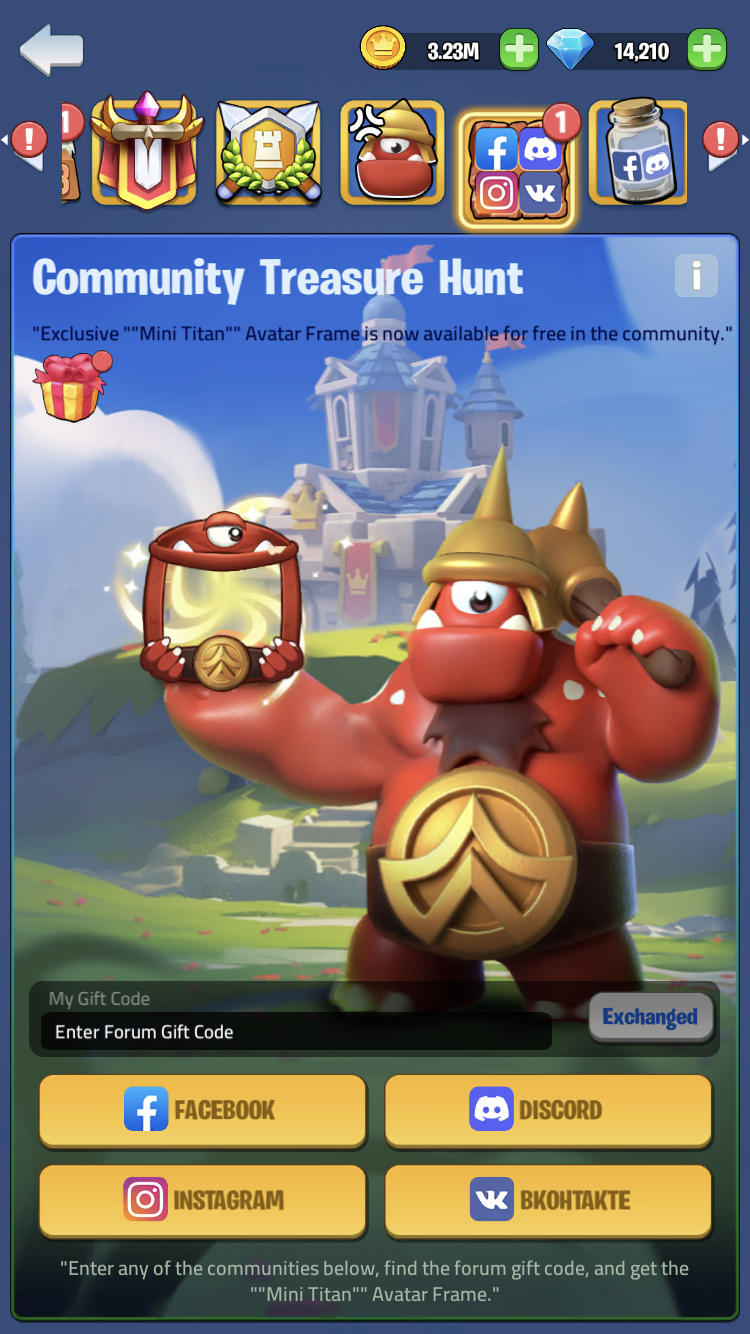 3.23M
14,210
1
1
Community Treasure Hunt
"Exclusive ""Mini Titan"" Avatar Frame is now available for free in the community."
My Gift Code
Enter Forum Gift Code
Exchanged
FACEBOOK
DISCORD
INSTAGRAM
ВКОНТАКТЕ
"Enter any of the communities below, find the forum gift code, and get the
""Mini Titan"" Avatar Frame."